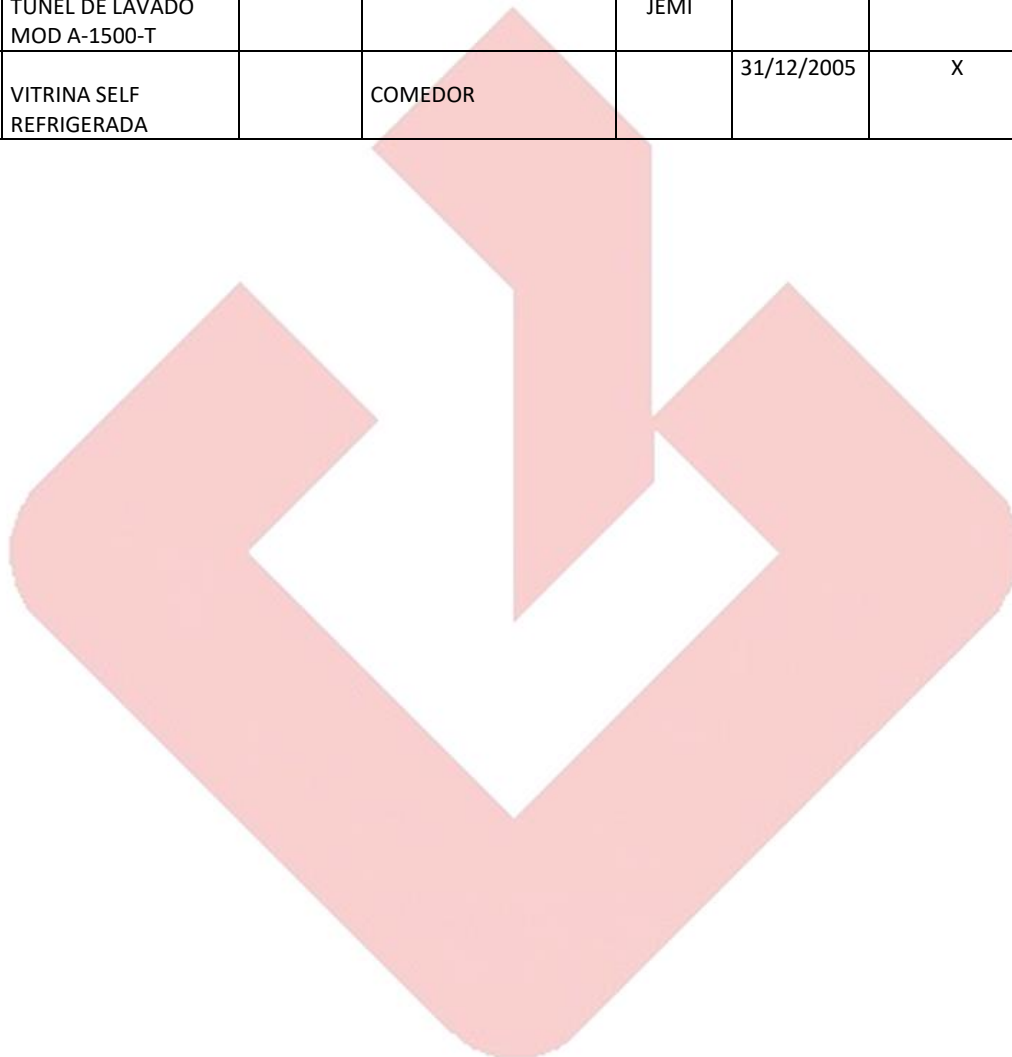 TUNEL DE LAVADO JEMI
MOD A-1500-T
31/12/2005 X
VITRINA SELF COMEDOR
REFRIGERADA